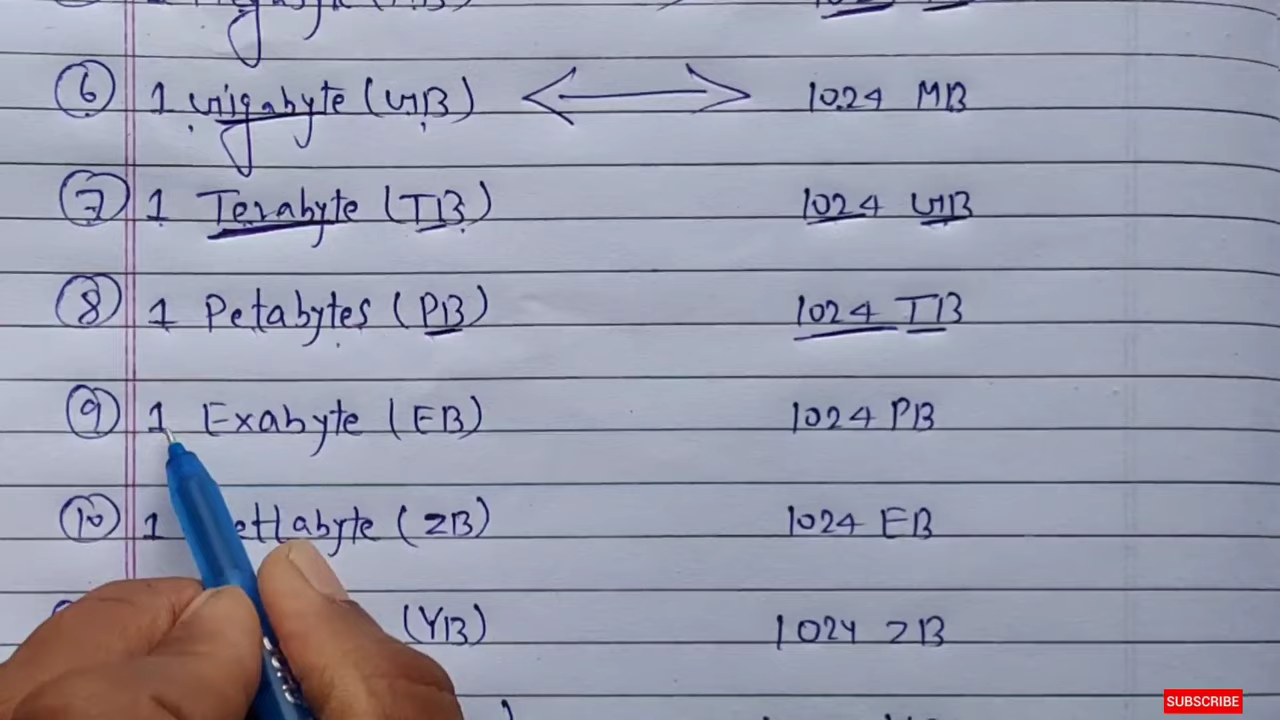 ⑥ 1 Gigabyte (GB) ⟷ 1024 MB
⑦ 1 Terabyte (TB) 1024 GB
⑧ 1 Petabytes (PB) 1024 TB
⑨ 1 Exabyte (EB) 1024 PB
⑩ 1 (ZB) 1024 EB
(YB) 1024 ZB
SUBSCRIBE